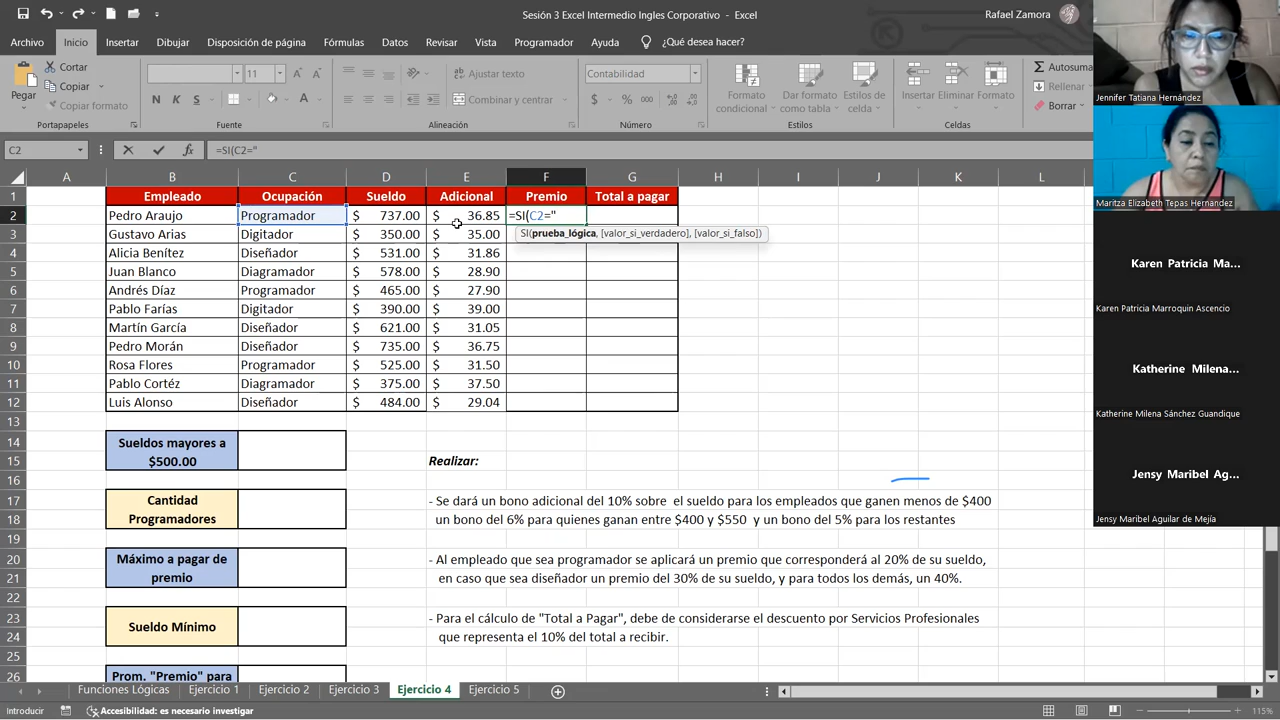 Sesión 3 Excel Intermedio Ingles Corporativo - Excel
Rafael Zamora
Archivo Inicio Insertar Dibujar Disposición de página Fórmulas Datos Revisar Vista Programador Ayuda ¿Qué desea hacer?
Pegar
Cortar
Copiar
Copiar formato
Portapapeles
11
N K S
Fuente
Ajustar texto
Combinar y centrar
Alineación
Contabilidad
$ % 000
Número
Formato condicional
Dar formato como tabla
Estilos de celda
Estilos
Insertar Eliminar Formato
Celdas
Autosuma
Rellenar
Borrar
C2 fx =SI(C2="
A B C D E F G H I J K L
1 Empleado Ocupación Sueldo Adicional Premio Total a pagar
2 Pedro Araujo Programador $ 737.00 $ 36.85 =SI(C2="
SI(prueba_lógica, [valor_si_verdadero], [valor_si_falso])
3 Gustavo Arias Digitador $ 350.00 $ 35.00
4 Alicia Benítez Diseñador $ 531.00 $ 31.86
5 Juan Blanco Diagramador $ 578.00 $ 28.90
6 Andrés Díaz Programador $ 465.00 $ 27.90
7 Pablo Farías Digitador $ 390.00 $ 39.00
8 Martín García Diseñador $ 621.00 $ 31.05
9 Pedro Morán Diseñador $ 735.00 $ 36.75
10 Rosa Flores Programador $ 525.00 $ 31.50
11 Pablo Cortéz Diagramador $ 375.00 $ 37.50
12 Luis Alonso Diseñador $ 484.00 $ 29.04
13
14 Sueldos mayores a
15 $500.00 Realizar:
16
17 Cantidad - Se dará un bono adicional del 10% sobre el sueldo para los empleados que ganen menos de $400
18 Programadores un bono del 6% para quienes ganan entre $400 y $550 y un bono del 5% para los restantes
19
20 Máximo a pagar de - Al empleado que sea programador se aplicará un premio que corresponderá al 20% de su sueldo,
21 premio en caso que sea diseñador un premio del 30% de su sueldo, y para todos los demás, un 40%.
22
23 Sueldo Mínimo - Para el cálculo de "Total a Pagar", debe de considerarse el descuento por Servicios Profesionales
24 que representa el 10% del total a recibir.
25
26 Prom. "Premio" para
Funciones Lógicas Ejercicio 1 Ejercicio 2 Ejercicio 3 Ejercicio 4 Ejercicio 5
Introducir Accesibilidad: es necesario investigar 115%
Jennifer Tatiana Hernández
Maritza Elizabeth Tepas Hernandez
Karen Patricia Ma...
Karen Patricia Marroquin Ascencio
Katherine Milena...
Katherine Milena Sánchez Guandique
Jensy Maribel Ag...
Jensy Maribel Aguilar de Mejía